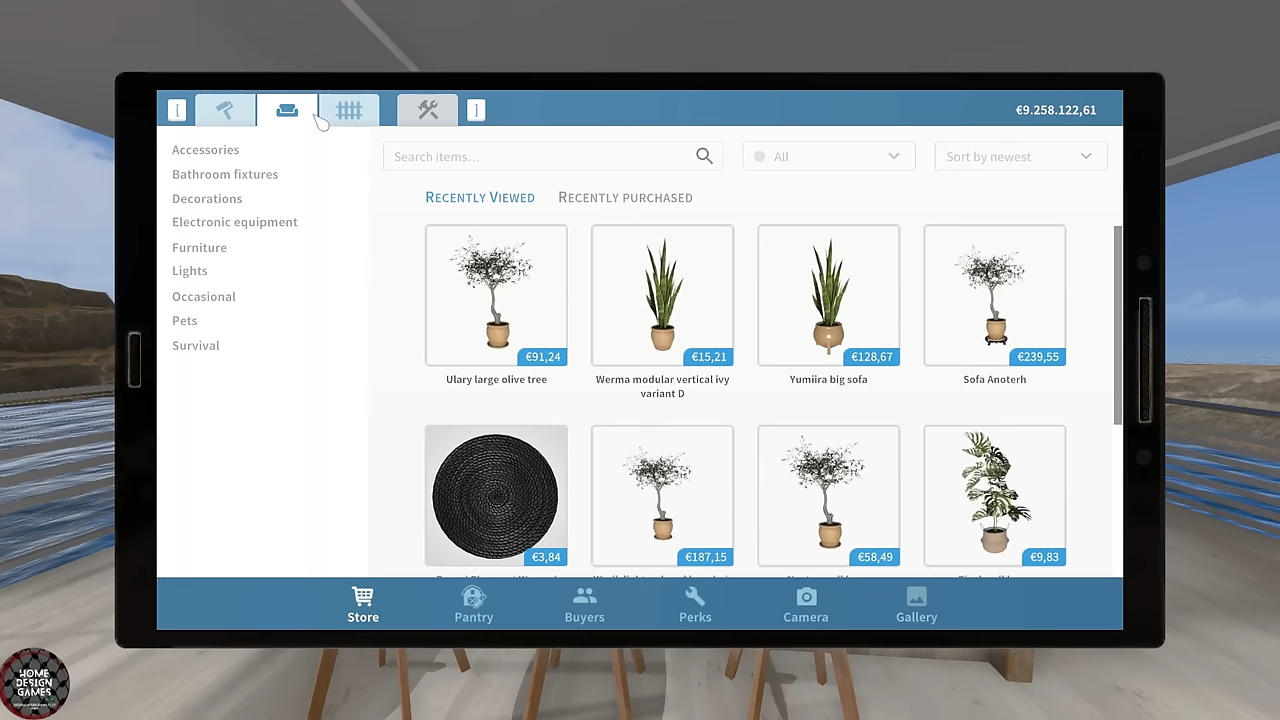 [
]
€9.258.122,61
Accessories
Bathroom fixtures
Decorations
Electronic equipment
Furniture
Lights
Occasional
Pets
Survival
Search items...
All
Sort by newest
Recently Viewed
Recently purchased
€91,24
€15,21
€128,67
€239,55
Ulary large olive tree
Werma modular vertical ivy
variant D
Yumiira big sofa
Sofa Anoterh
€3,84
€187,15
€58,49
€9,83
Store
Pantry
Buyers
Perks
Camera
Gallery
HOME
DESIGN
GAMES